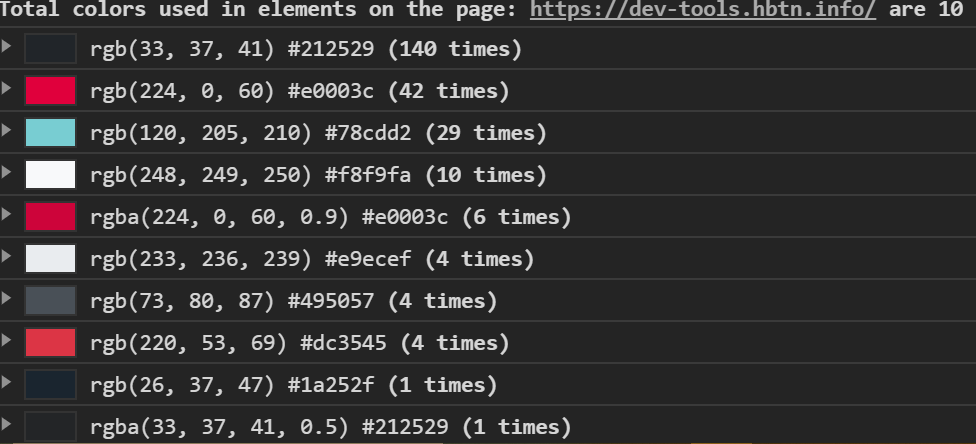 Total colors used in elements on the page: https://dev-tools.hbtn.info/ are 10
rgb(33, 37, 41) #212529 (140 times)
rgb(224, 0, 60) #e0003c (42 times)
rgb(120, 205, 210) #78cdd2 (29 times)
rgb(248, 249, 250) #f8f9fa (10 times)
rgba(224, 0, 60, 0.9) #e0003c (6 times)
rgb(233, 236, 239) #e9ecef (4 times)
rgb(73, 80, 87) #495057 (4 times)
rgb(220, 53, 69) #dc3545 (4 times)
rgb(26, 37, 47) #1a252f (1 times)
rgba(33, 37, 41, 0.5) #212529 (1 times)